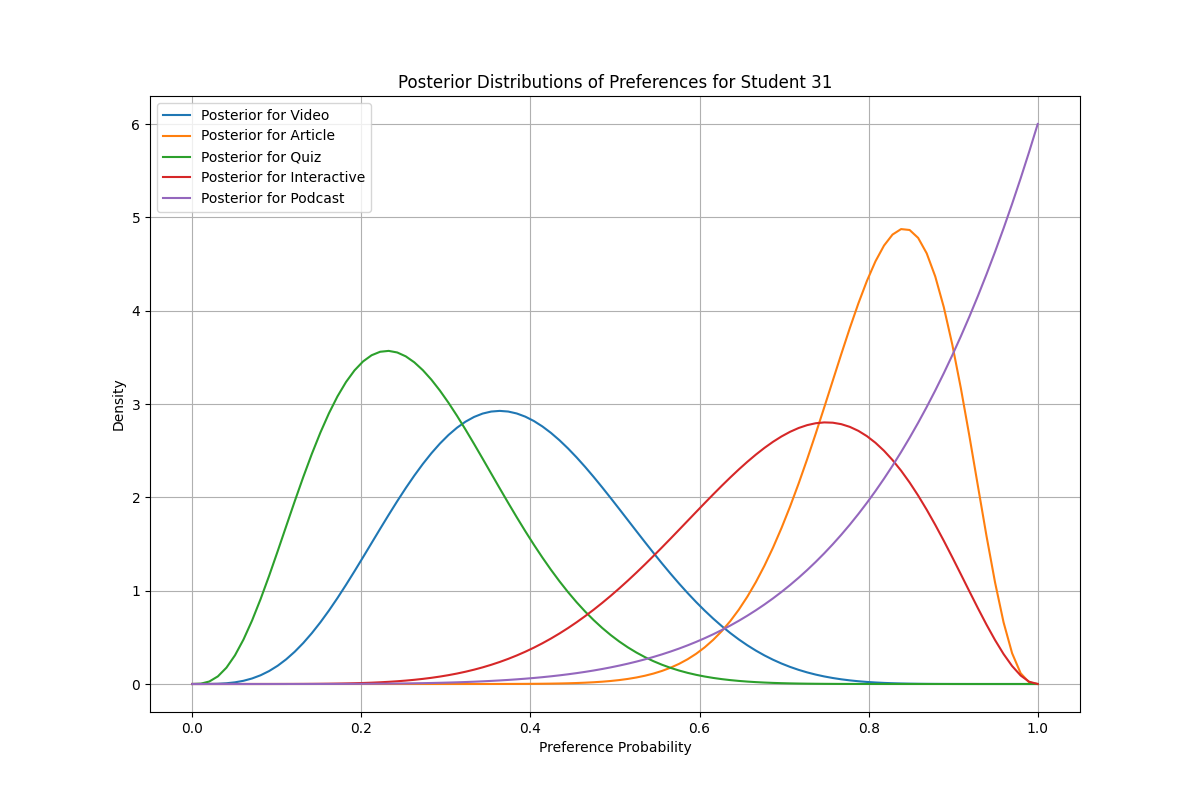 Posterior Distributions of Preferences for Student 31
Posterior for Video
Posterior for Article
Posterior for Quiz
Posterior for Interactive
Posterior for Podcast
6
5
4
3
2
1
0
Density
0.0 0.2 0.4 0.6 0.8 1.0
Preference Probability